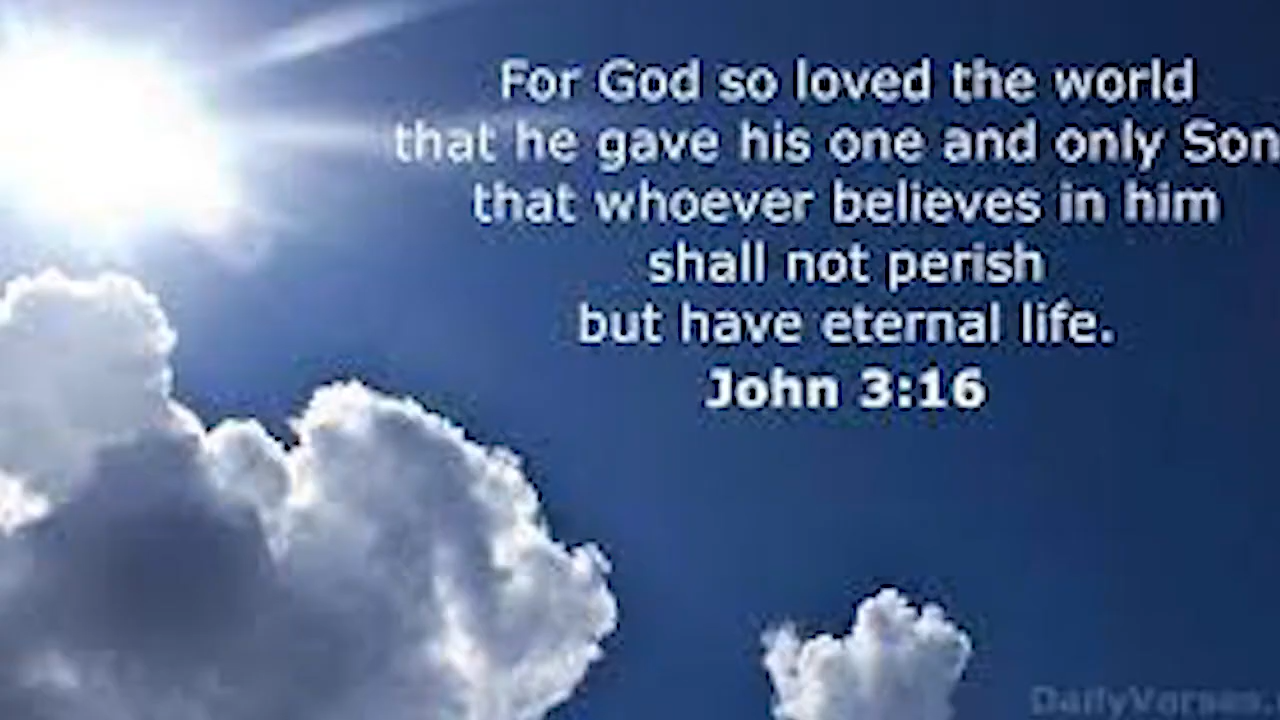 For God so loved the world
that he gave his one and only Son
that whoever believes in him
shall not perish
but have eternal life.
John 3:16
DailyVerses.